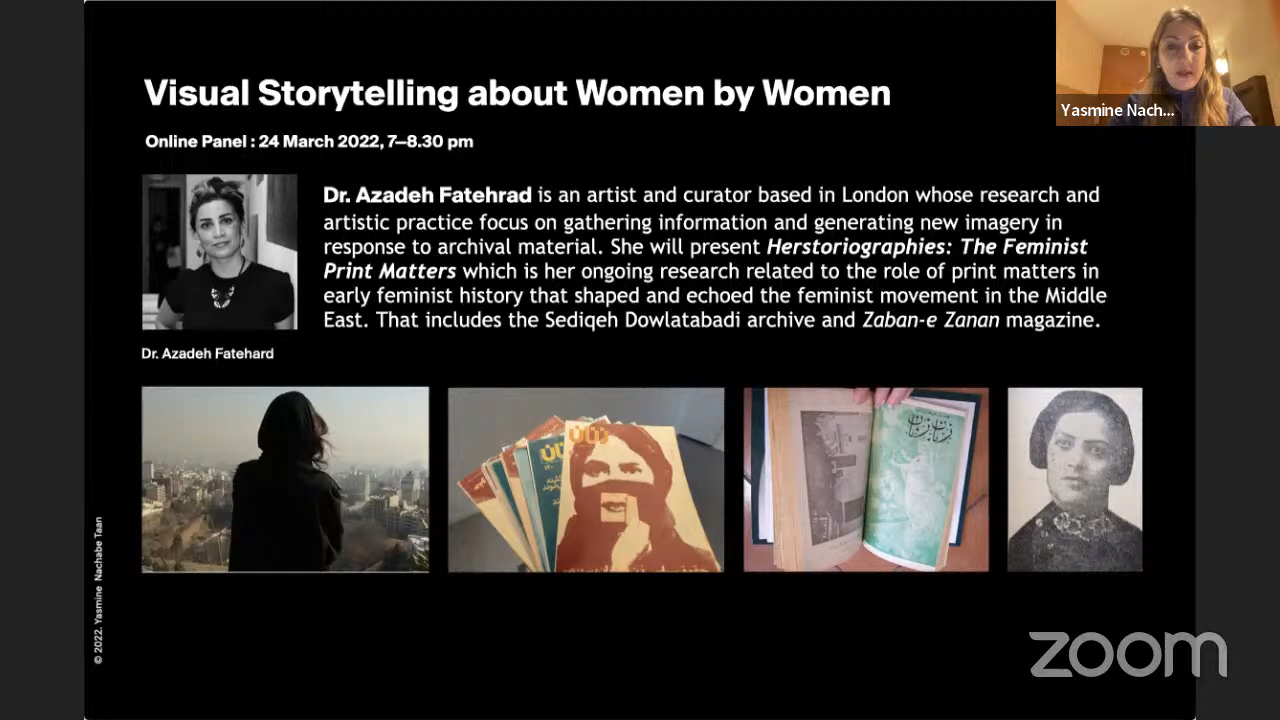 Visual Storytelling about Women by Women
Yasmine Nach...
Online Panel : 24 March 2022, 7–8.30 pm
Dr. Azadeh Fatehrad is an artist and curator based in London whose research and
artistic practice focus on gathering information and generating new imagery in
response to archival material. She will present Herstoriographies: The Feminist
Print Matters which is her ongoing research related to the role of print matters in
early feminist history that shaped and echoed the feminist movement in the Middle
East. That includes the Sediqeh Dowlatabadi archive and Zaban-e Zanan magazine.
Dr. Azadeh Fatehard
زنان
زبان زنان
© 2022. Yasmine Nachabe Taan
zoom